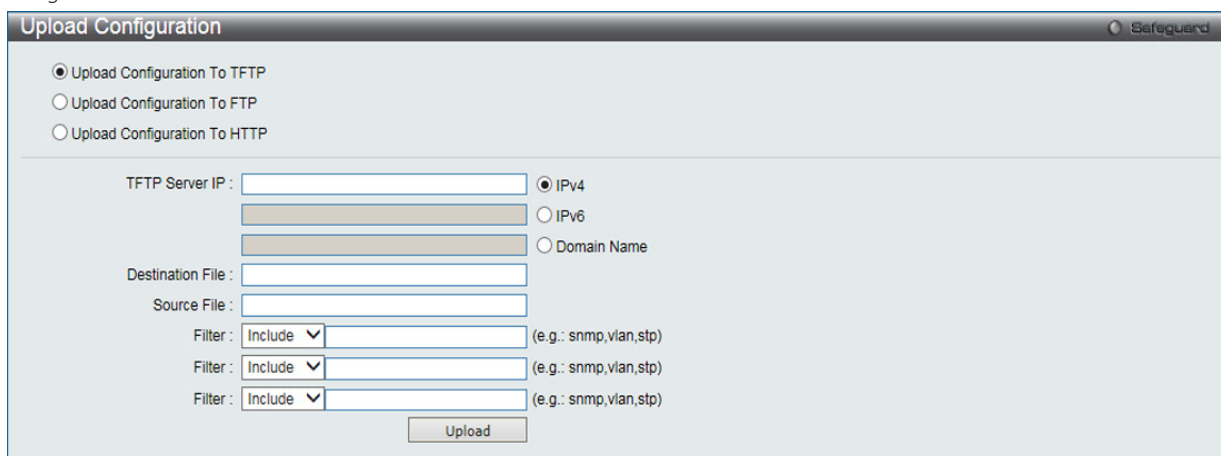 Upload Configuration
Safeguard
Upload Configuration To TFTP
Upload Configuration To FTP
Upload Configuration To HTTP
TFTP Server IP : IPv4
IPv6
Domain Name
Destination File :
Source File :
Filter : Include (e.g.: snmp,vlan,stp)
Filter : Include (e.g.: snmp,vlan,stp)
Filter : Include (e.g.: snmp,vlan,stp)
Upload